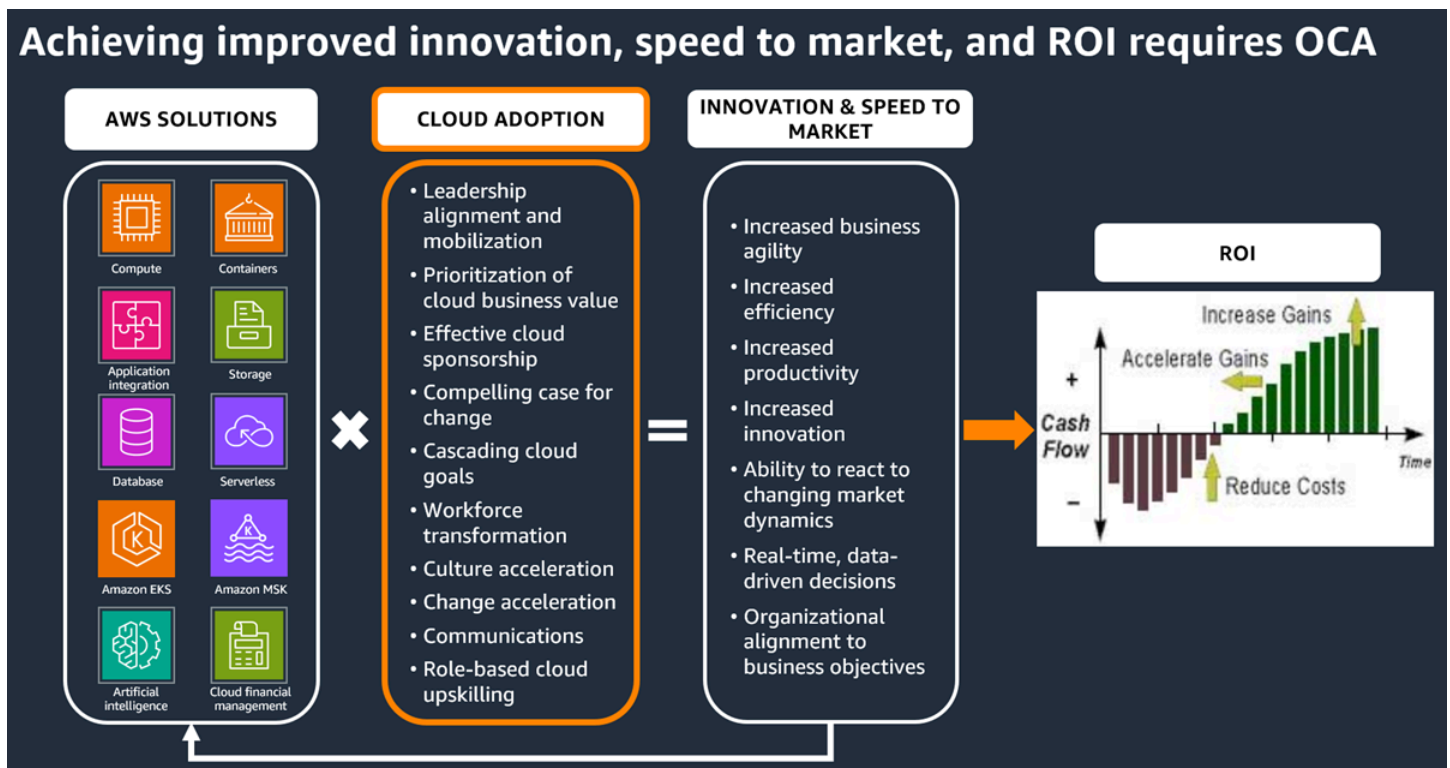 Achieving improved innovation, speed to market, and ROI requires OCA
AWS SOLUTIONS
Compute
Containers
Application
integration
Storage
Database
Serverless
Amazon EKS
Amazon MSK
Artificial
intelligence
Cloud financial
management
CLOUD ADOPTION
• Leadership
alignment and
mobilization
• Prioritization of
cloud business value
• Effective cloud
sponsorship
• Compelling case for
change
• Cascading cloud
goals
• Workforce
transformation
• Culture acceleration
• Change acceleration
• Communications
• Role-based cloud
upskilling
INNOVATION & SPEED TO
MARKET
• Increased business
agility
• Increased
efficiency
• Increased
productivity
• Increased
innovation
• Ability to react to
changing market
dynamics
• Real-time, data-
driven decisions
• Organizational
alignment to
business objectives
ROI
Increase Gains
Accelerate Gains
+
Cash
Flow
−
Time
Reduce Costs
K
K